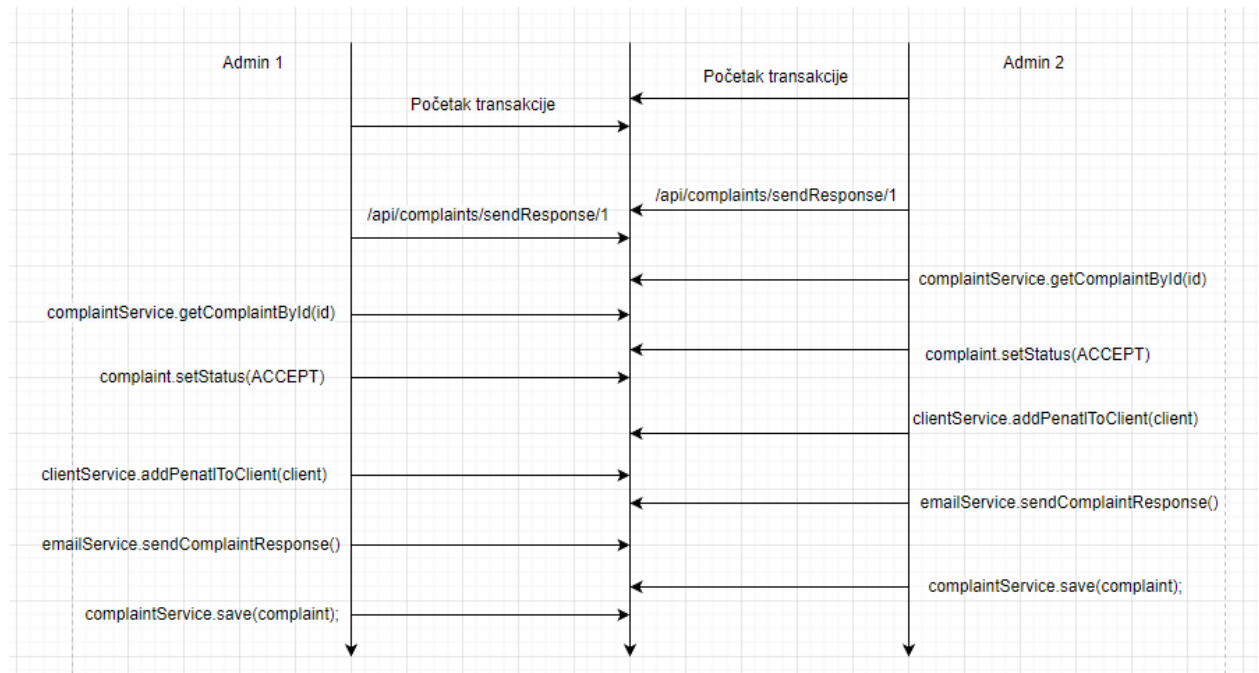 Admin 1
Admin 2
Početak transakcije
Početak transakcije
/api/complaints/sendResponse/1
/api/complaints/sendResponse/1
complaintService.getComplaintById(id)
complaintService.getComplaintById(id)
complaint.setStatus(ACCEPT)
complaint.setStatus(ACCEPT)
clientService.addPenatlToClient(client)
clientService.addPenatlToClient(client)
emailService.sendComplaintResponse()
emailService.sendComplaintResponse()
complaintService.save(complaint);
complaintService.save(complaint);